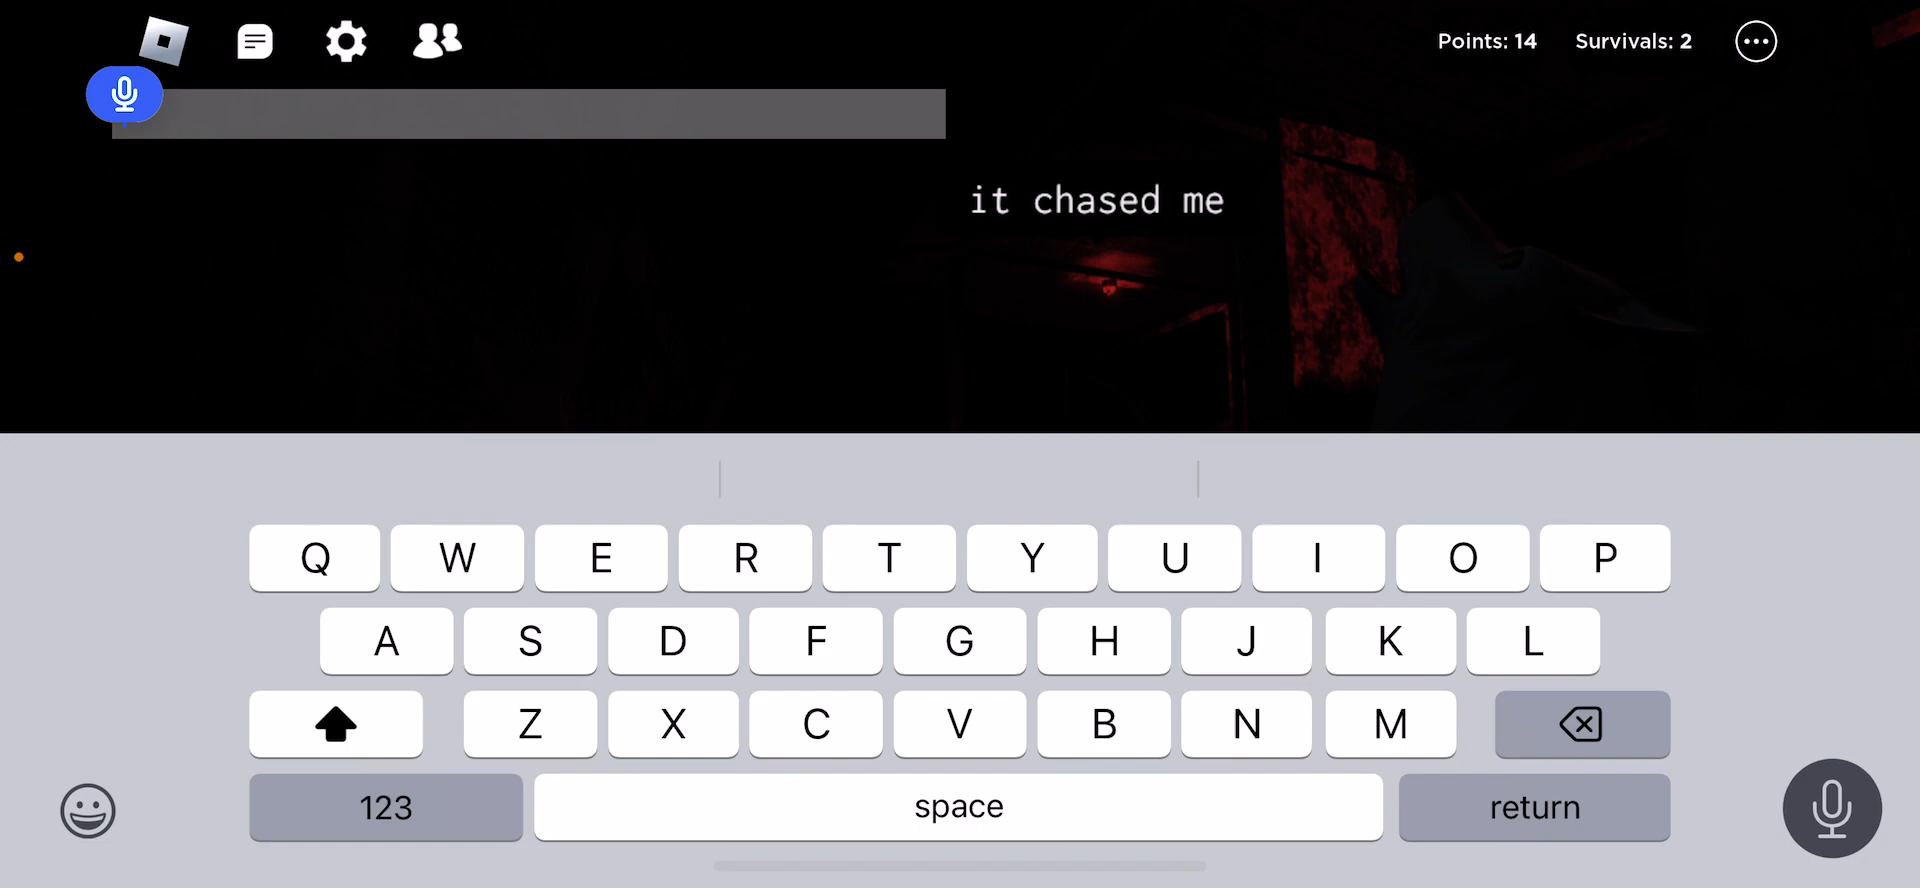 Points: 14 Survivals: 2
it chased me
Q W E R T Y U I O P
A S D F G H J K L
Z X C V B N M
123 space return